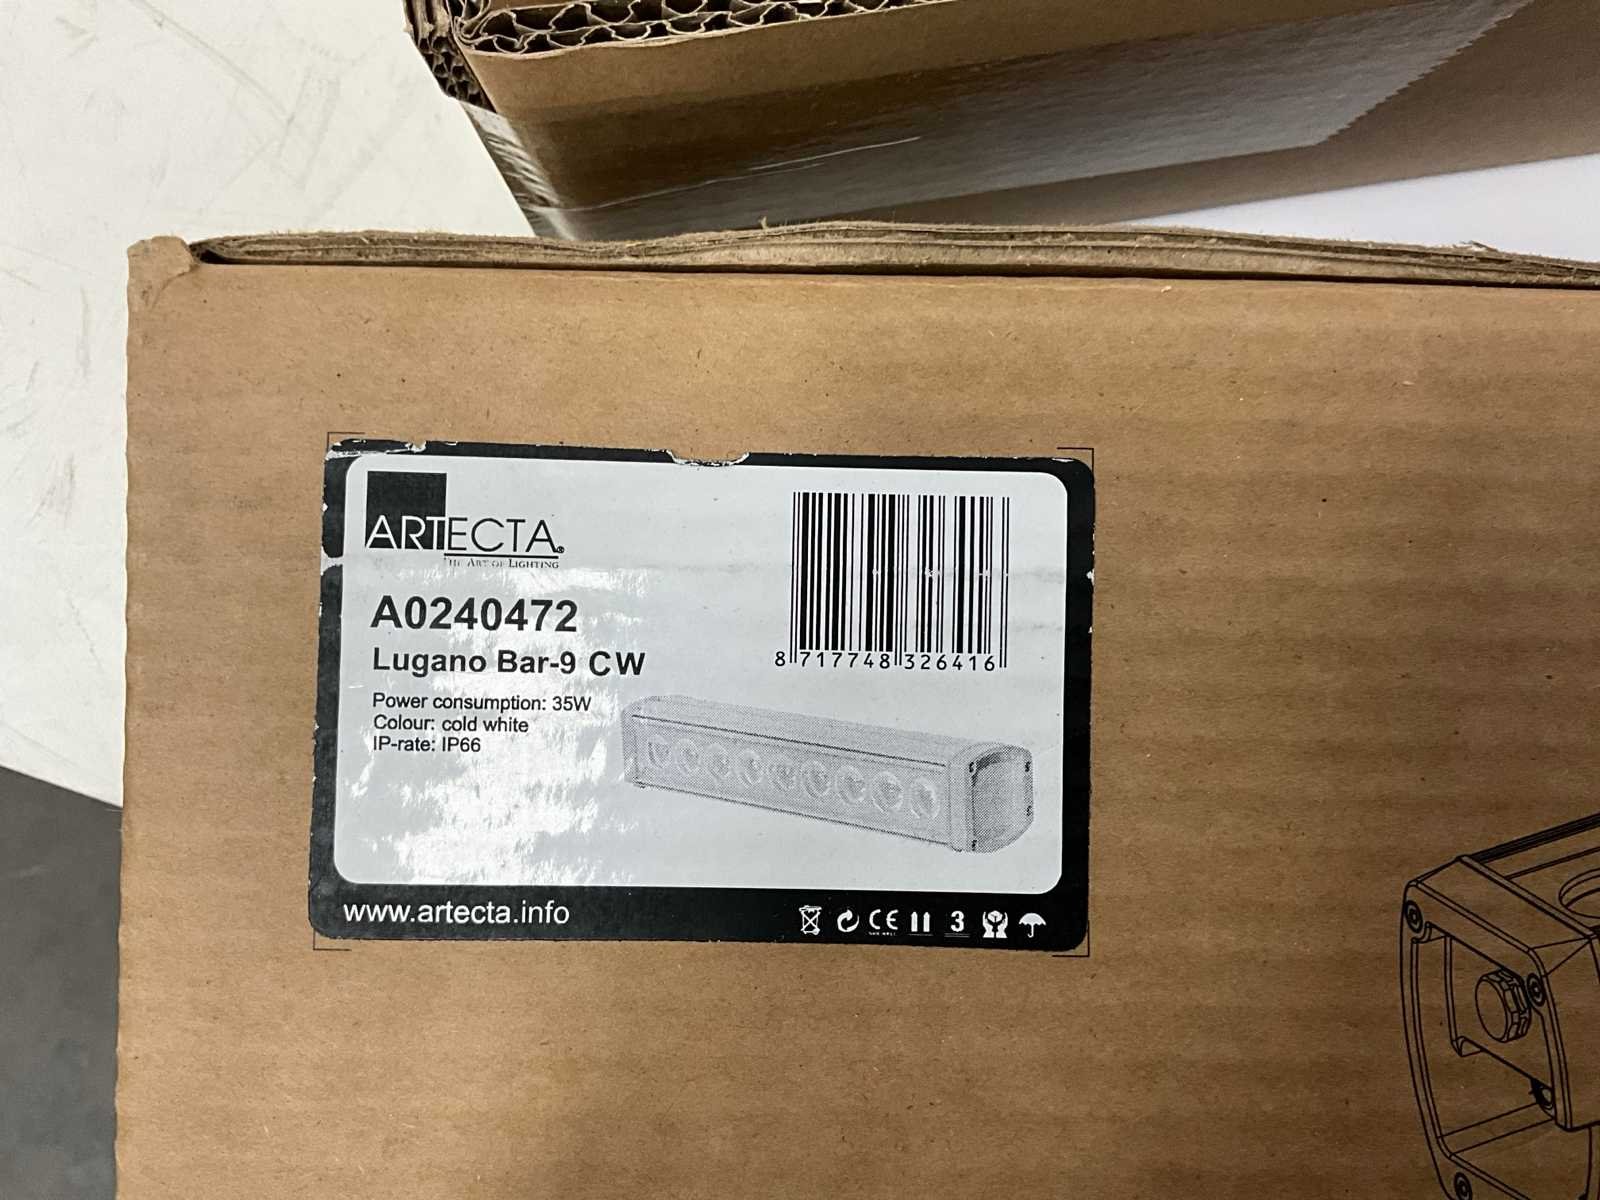 ARTECTA®
THE ART OF LIGHTING
A0240472
Lugano Bar-9 CW
Power consumption: 35W
Colour: cold white
IP-rate: IP66
8 717748 326416
www.artecta.info
CE
3